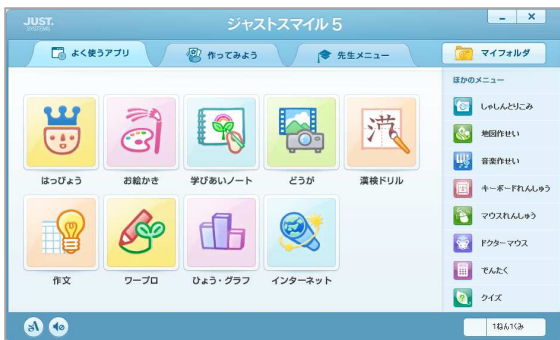 JUST.
SYSTEMS
ジャストスマイル5
よく使うアプリ
作ってみよう
先生メニュー
マイフォルダ
はっぴょう
お絵かき
学びあいノート
どうが
漢検ドリル
作文
ワープロ
ひょう・グラフ
インターネット
ほかのメニュー
しゃしんとりこみ
地図作せい
音楽作せい
キーボードれんしゅう
マウスれんしゅう
ドクターマウス
でんたく
クイズ
漢
あ
1ねん1くみ